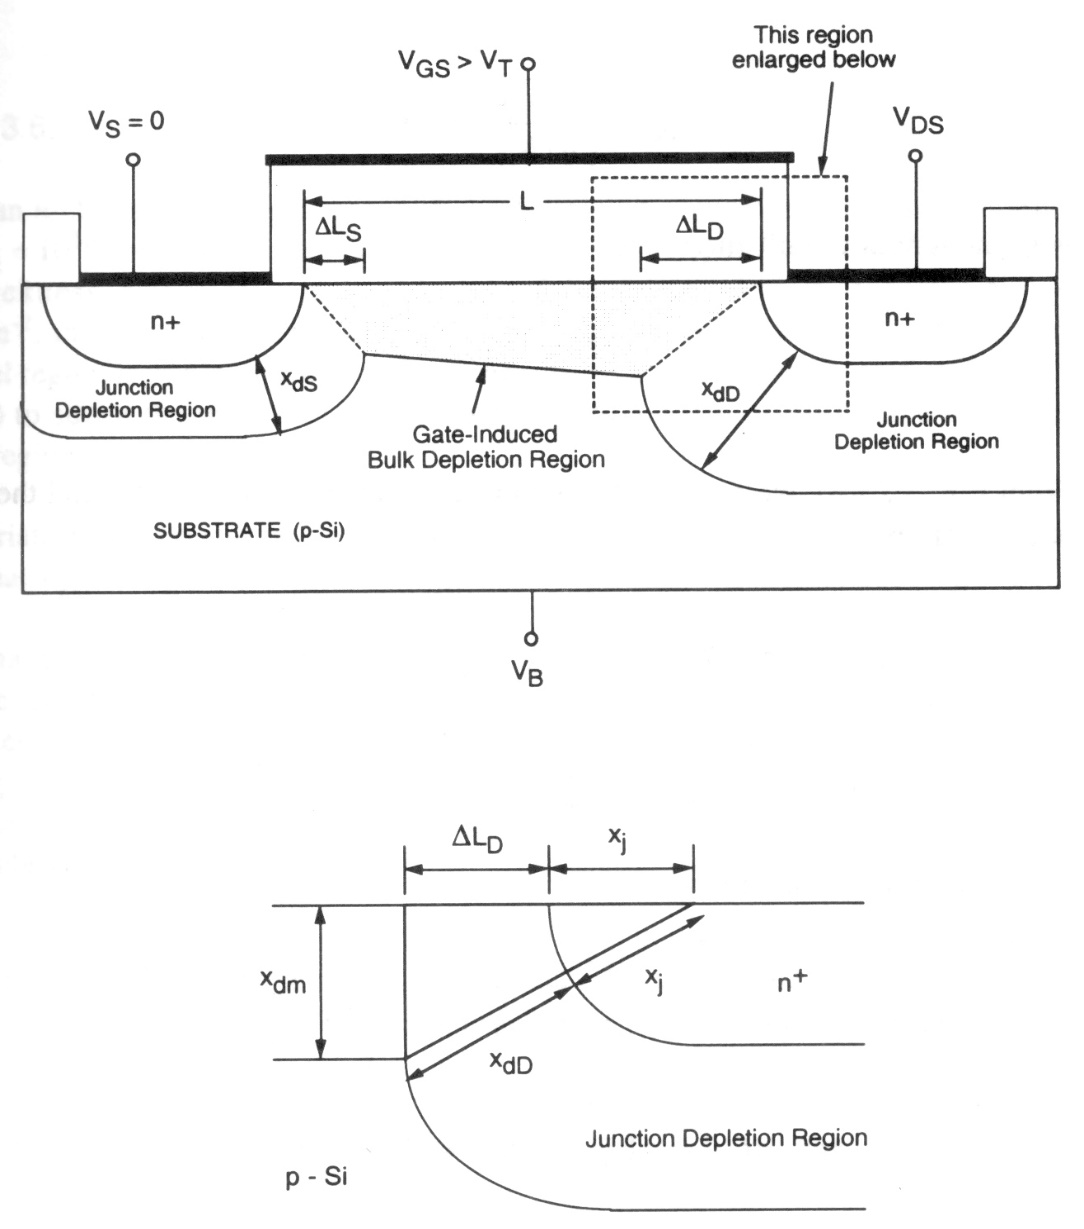 This region
enlarged below
V_GS > V_T
V_S = 0
V_DS
L
ΔL_S
ΔL_D
n+
n+
x_dS
x_dD
Junction
Depletion Region
Junction
Depletion Region
Gate-Induced
Bulk Depletion Region
SUBSTRATE (p-Si)
V_B
ΔL_D
x_j
x_dm
x_j
n+
x_dD
Junction Depletion Region
p - Si